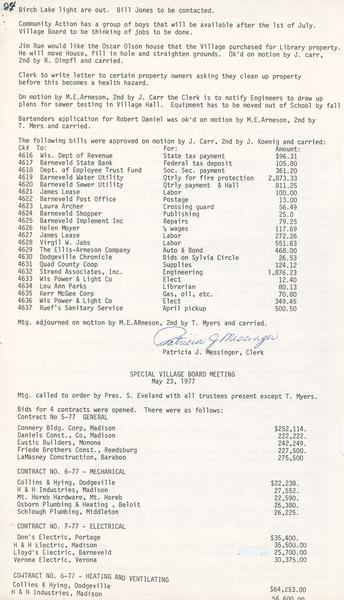 94
Birch Lake light are out. Bill Jones to be contacted.
Community Action has a group of boys that will be available after the 1st of July.
Village Board to be thinking of jobs to be done.
Jim Rue would like the Oscar Olson house that the Village purchased for Library property.
He will move House, fill in hole and straighten grounds. Ok'd on motion by J. carr,
2nd by R. Dimpfl and carried.
Clerk to write letter to certain property owners asking they clean up property
before this becomes a health hazard.
On motion by M.E.Arneson, 2nd by J. Carr the Clerk is to notify Engineers to draw up
plans for sewer testing in Village Hall. Equipment has to be moved out of School by fall
Bartenders application for Robert Daniel was ok'd on motion by M.E.Arneson, 2nd by
T. Mers and carried.
The following bills were approved on motion by J. Carr, 2nd by J. Koenig and carried:
Ck# To: For: Amount:
4616 Wis. Dept of Revenue State tax payment $96.31
4617 Barneveld State Bank Federal tax deposit 105.80
4618 Dept. of Employee Trust Fund Soc. Sec. payment 361.20
4619 Barneveld Water Utility Qtrly for fire protection 2,873.33
4620 Barneveld Sewer Utility Qtrly payment & Hall 811.25
4621 James Lease Labor 100.00
4622 Barneveld Post Office Postage 13.00
4623 Laura Archer Crossing guard 56.49
4624 Barneveld Shopper Publishing 25.0
4625 Barneveld Implement Inc Repairs 79.25
4626 Helen Moyer ½ wages 117.69
4627 James Lease Labor 272.26
4628 Virgil W. Jabs Labor 551.63
4629 The Ellis-Arneson Company Auto & Bond 468.00
4630 Dodgeville Chronicle Bids on Sylvia Circle 26.53
4631 Quad County Coop Supplies 124.12
4632 Strand Associates, Inc. Engineering 1,876.23
4633 Wis Power & Light Co Elect 12.40
4634 Lou Ann Parks Librarian 80.13
4635 Kerr McGee Corp Gas, oil, etc. 70.80
4636 Wis Power & Light Co Elect 349.45
4637 Ruef's Sanitary Service April pickup 500.50
Mtg. adjourned on motion by M.E.ARneson, 2nd by T. Myers and carried.
Patricia J. Messinger
Patricia J. Messinger, Clerk
SPECIAL VILLAGE BOARD MEETING
May 23, 1977
Mtg. called to order by Pres. S. Eveland with all trustees present except T. Myers.
Bids for 4 contracts were opened. There were as follows:
Contract No 5-77 GENERAL
Connery Bldg. Corp, Madison $252,114.
Daniels Const., Co, Madison 222,222.
Eustic Builders, Monona 242,249.
Friede Brothers Const., Reedsburg 227,500.
LaMasney Construction, Baraboo 275,500
CONTRACT NO. 6-77 - MECHANICAL
Collins & Hying, Dodgeville $22,238.
H & H Industries, Madison 27,552.
Mt. Horeb Hardware, Mt. Horeb 22,590.
Osborn Plumbing & Heating , Beloit 26,380.
Schlough Plumbing, Middleton 26,225.
CONTRACT NO. 7-77 - ELECTRICAL
Don's Electric, Portage $35,400.
H & H Electric, Madison 35,500.00
Lloyd's Electric, Barneveld 25,700.00
Verona Electric, Verona 30,375.00
CONTRACT NO. 6-77 - HEATING AND VENTILATING
Collins & Hying, Dodgeville $64,253.00
H & H Industries, Madison 56,600.00